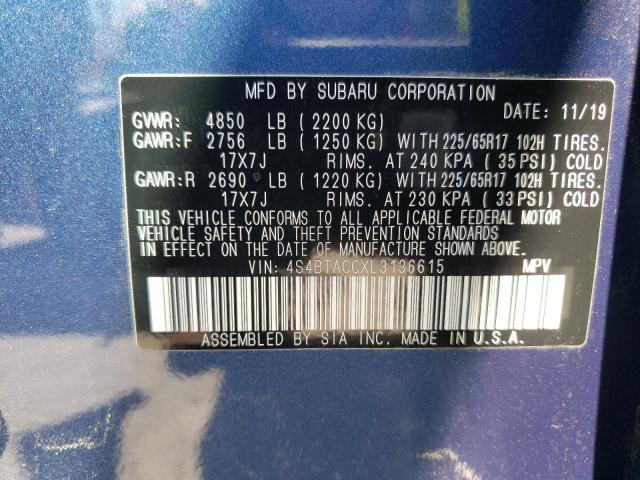 MFD BY SUBARU CORPORATION
DATE: 11/19
GVWR: 4850 LB ( 2200 KG)
GAWR:F 2756 LB ( 1250 KG) WITH 225/65R17 102H TIRES.
17X7J RIMS. AT 240 KPA ( 35 PSI) COLD
GAWR:R 2690 LB ( 1220 KG) WITH 225/65R17 102H TIRES.
17X7J RIMS. AT 230 KPA ( 33 PSI) COLD
THIS VEHICLE CONFORMS TO ALL APPLICABLE FEDERAL MOTOR
VEHICLE SAFETY AND THEFT PREVENTION STANDARDS
IN EFFECT ON THE DATE OF MANUFACTURE SHOWN ABOVE.
VIN: 4S4BTACCXL3136615 MPV
ASSEMBLED BY SIA INC. MADE IN U.S.A.